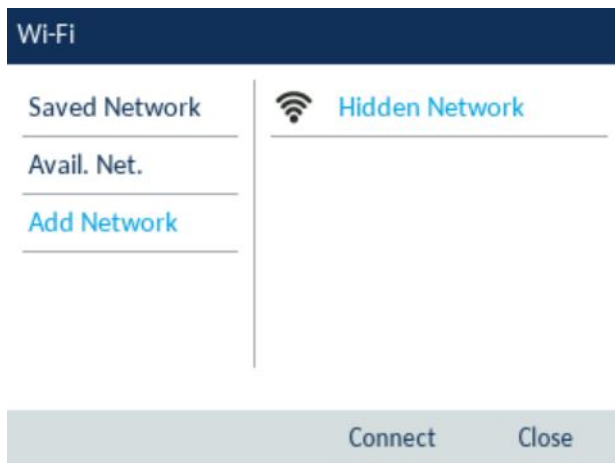 Wi-Fi
Saved Network
Avail. Net.
Add Network
Hidden Network
Connect
Close